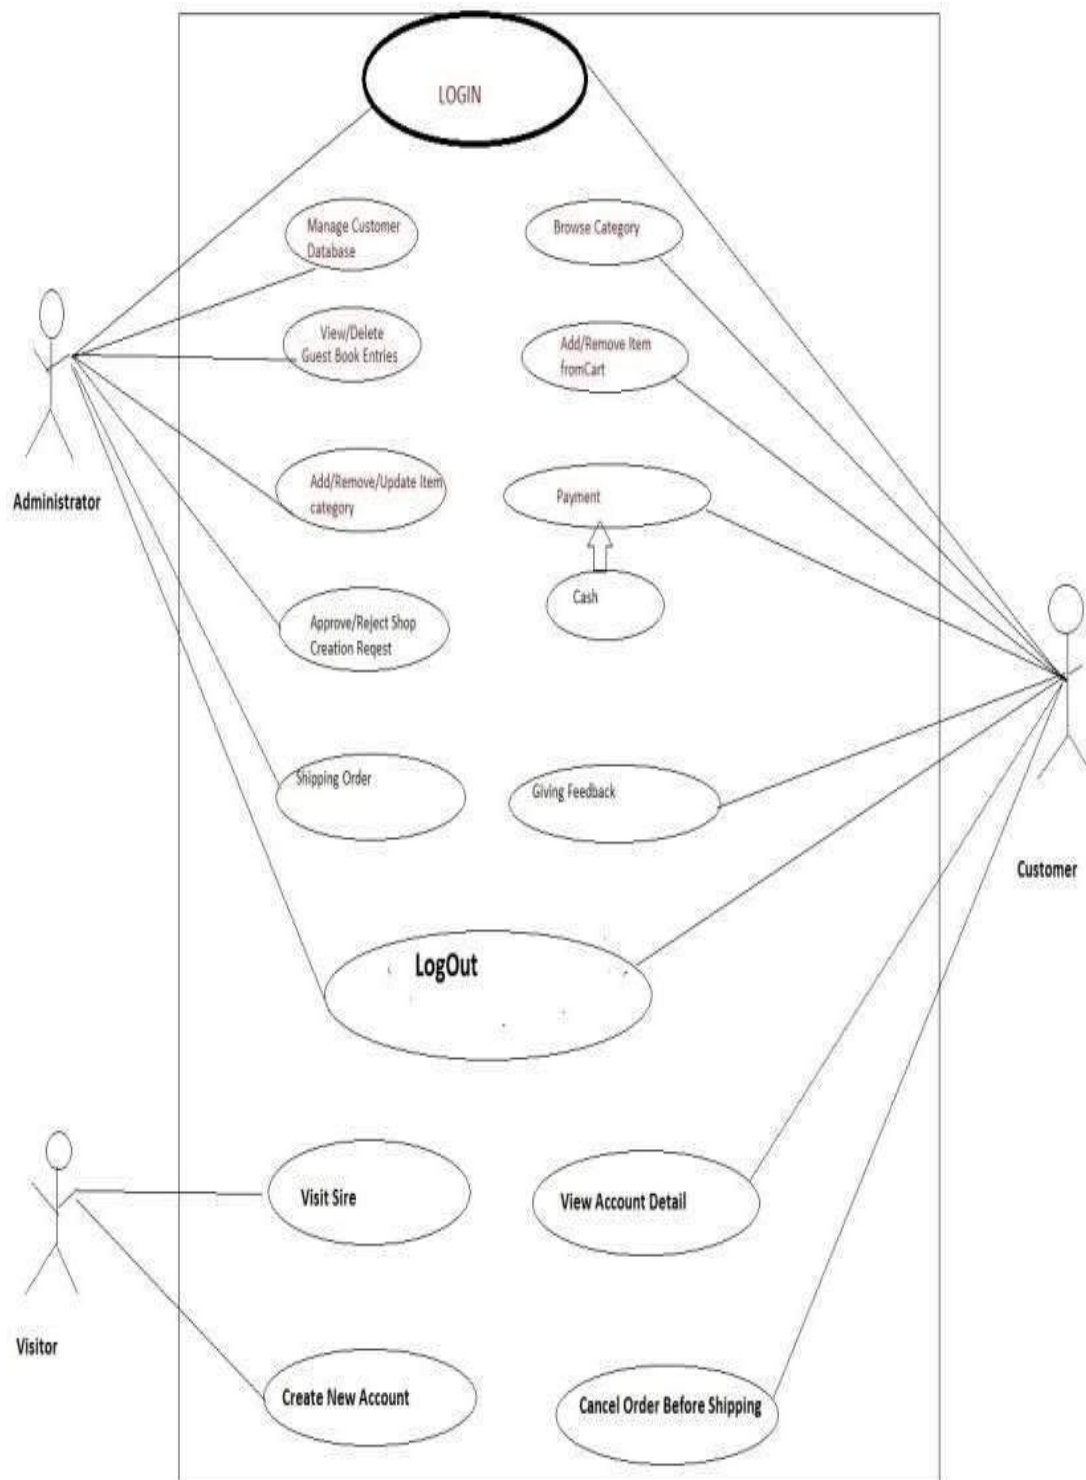 LOGIN
Manage Customer
Database
Browse Category
View/Delete
Guest Book Entries
Add/Remove Item
fromCart
Administrator
Add/Remove/Update Item
category
Payment
Cash
Approve/Reject Shop
Creation Reqest
Shipping Order
Giving Feedback
Customer
LogOut
Visit Sire
View Account Detail
Visitor
Create New Account
Cancel Order Before Shipping